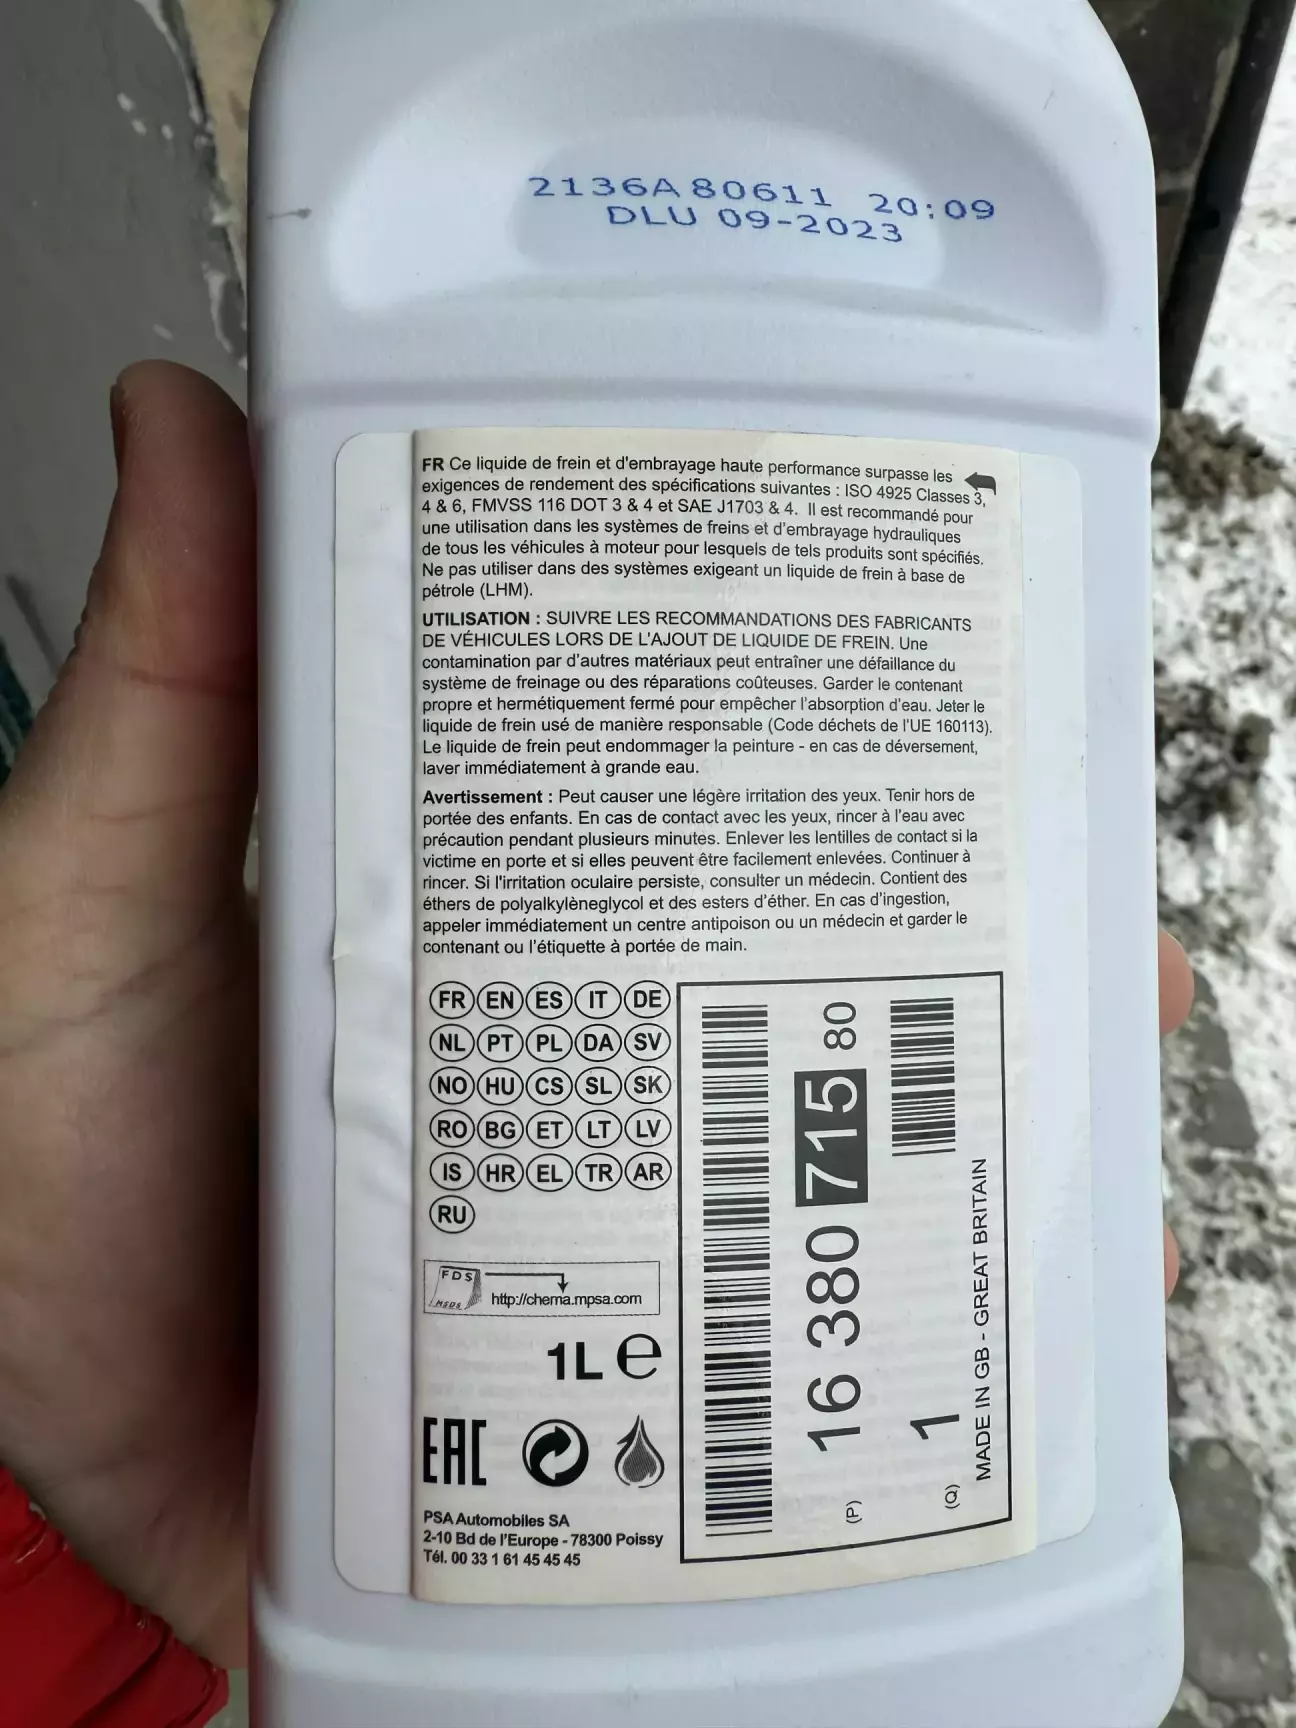 2136A 80611 20:09
DLU 09-2023
FR Ce liquide de frein et d'embrayage haute performance surpasse les
exigences de rendement des spécifications suivantes : ISO 4925 Classes 3,
4 & 6, FMVSS 116 DOT 3 & 4 et SAE J1703 & 4. Il est recommandé pour
une utilisation dans les systèmes de freins et d'embrayage hydrauliques
de tous les véhicules à moteur pour lesquels de tels produits sont spécifiés.
Ne pas utiliser dans des systèmes exigeant un liquide de frein à base de
pétrole (LHM).
UTILISATION : SUIVRE LES RECOMMANDATIONS DES FABRICANTS
DE VÉHICULES LORS DE L'AJOUT DE LIQUIDE DE FREIN. Une
contamination par d'autres matériaux peut entraîner une défaillance du
système de freinage ou des réparations coûteuses. Garder le contenant
propre et hermétiquement fermé pour empêcher l'absorption d'eau. Jeter le
liquide de frein usé de manière responsable (Code déchets de l'UE 160113).
Le liquide de frein peut endommager la peinture - en cas de déversement,
laver immédiatement à grande eau.
Avertissement : Peut causer une légère irritation des yeux. Tenir hors de
portée des enfants. En cas de contact avec les yeux, rincer à l'eau avec
précaution pendant plusieurs minutes. Enlever les lentilles de contact si la
victime en porte et si elles peuvent être facilement enlevées. Continuer à
rincer. Si l'irritation oculaire persiste, consulter un médecin. Contient des
éthers de polyalkylèneglycol et des esters d'éther. En cas d'ingestion,
appeler immédiatement un centre antipoison ou un médecin et garder le
contenant ou l'étiquette à portée de main.
FR EN ES IT DE
NL PT PL DA SV
NO HU CS SL SK
RO BG ET LT LV
IS HR EL TR AR
RU
FDS
MSDS
http://chema.mpsa.com
1L e
EAC
PSA Automobiles SA
2-10 Bd de l'Europe - 78300 Poissy
Tél. 00 33 1 61 45 45 45
(P) 16 380 715 80
(Q) 1
MADE IN GB - GREAT BRITAIN